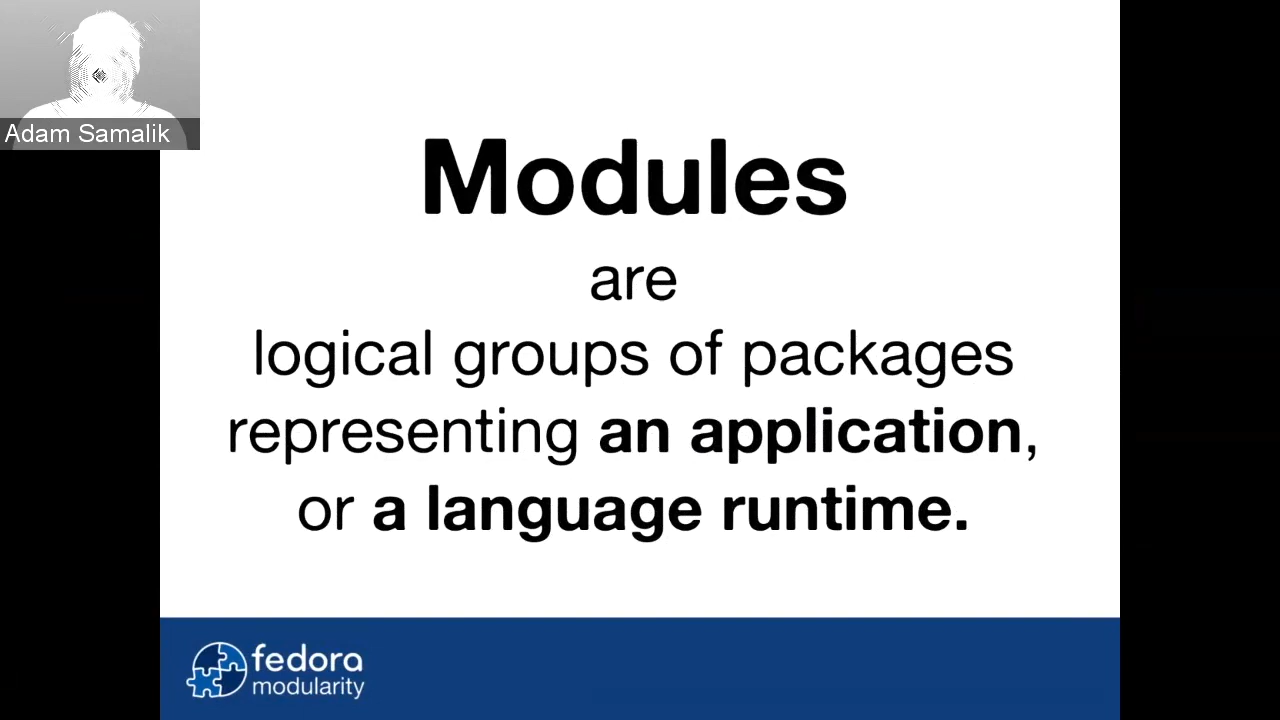 Adam Samalik
Modules
are
logical groups of packages
representing an application,
or a language runtime.
fedora
modularity